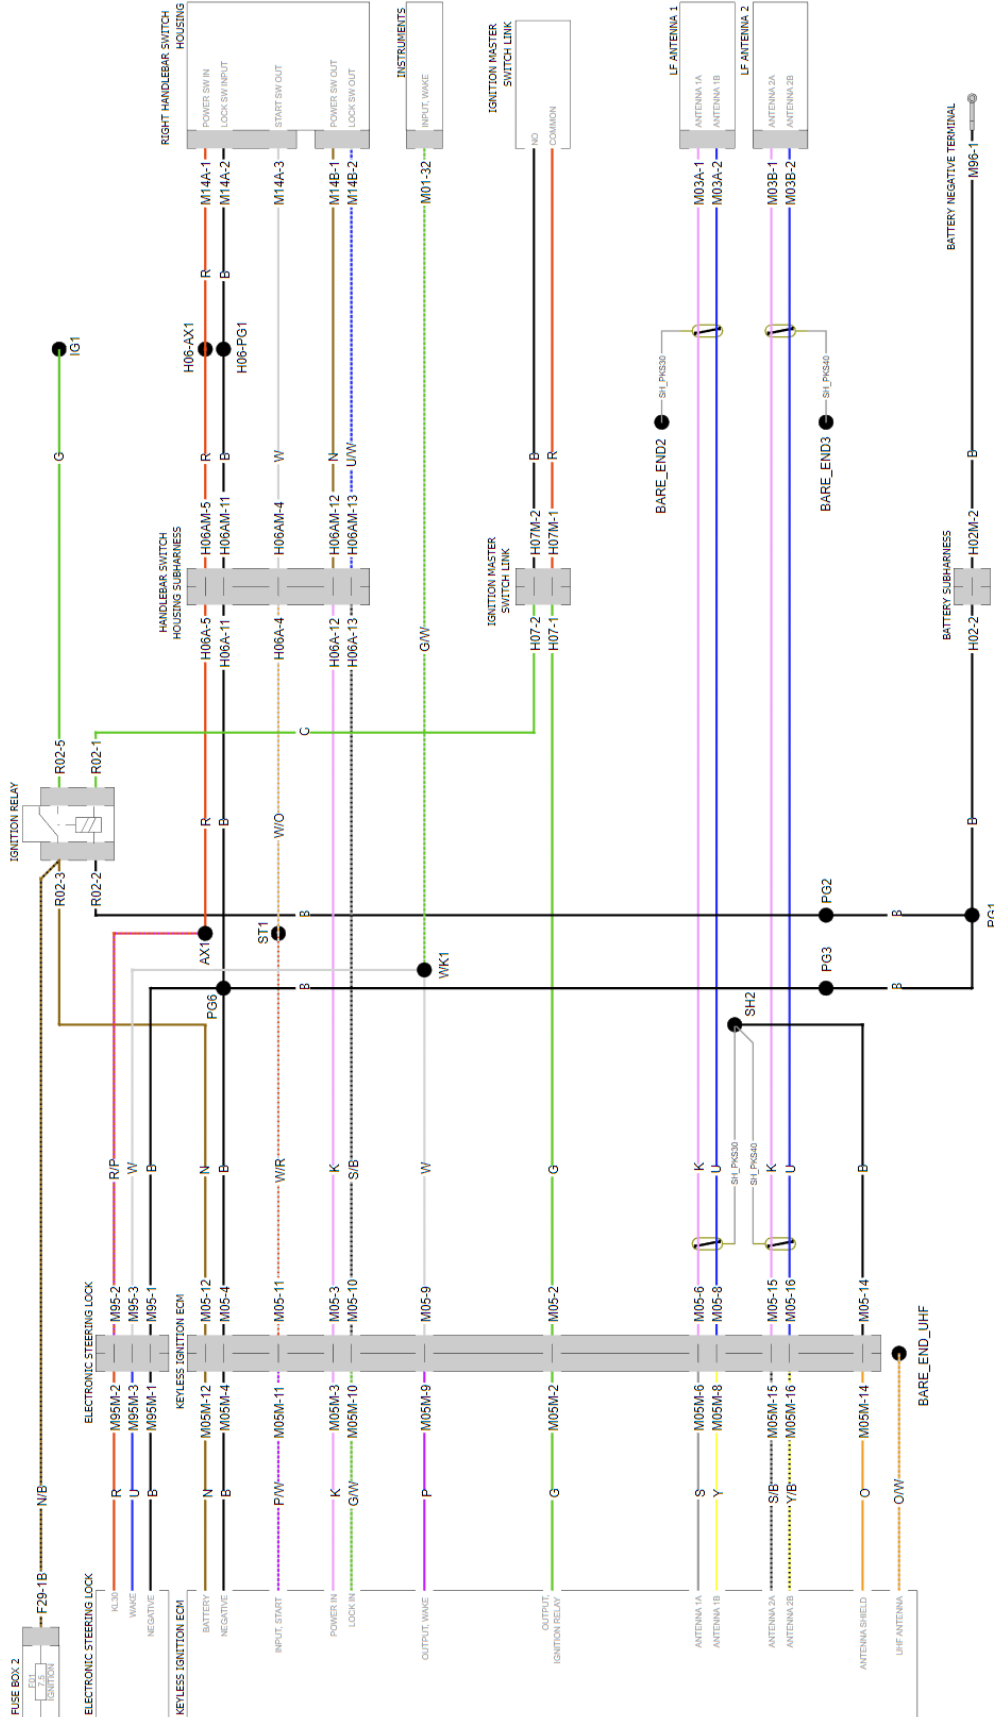 RIGHT HANDLEBAR SWITCH
HOUSING
POWER SW IN
LOCK SW INPUT
START SW OUT
POWER SW OUT
LOCK SW OUT
INSTRUMENTS
INPUT, WAKE
IGNITION MASTER
SWITCH LINK
NO
COMMON
LF ANTENNA 1
ANTENNA 1A
ANTENNA 1B
LF ANTENNA 2
ANTENNA 2A
ANTENNA 2B
BATTERY NEGATIVE TERMINAL
M96-1
M14A-1
M14A-2
M14A-3
M14B-1
M14B-2
M01-32
M03A-1
M03A-2
M03B-1
M03B-2
R
B
H06-AX1
H06-PG1
IG1
G
SH_PKS30
SH_PKS40
BARE_END2
BARE_END3
R
B
W
N
U/W
B
R
B
H06AM-5
H06AM-11
H06AM-4
H06AM-12
H06AM-13
H07M-2
H07M-1
H02M-2
HANDLEBAR SWITCH
HOUSING SUBHARNESS
IGNITION MASTER
SWITCH LINK
BATTERY SUBHARNESS
H06A-5
H06A-11
H06A-4
H06A-12
H06A-13
G/W
H07-2
H07-1
H02-2
G
R02-5
R02-1
IGNITION RELAY
R02-3
R02-2
R
B
W/O
B
B
PG2
B
PG1
AX1
ST1
WK1
PG6
B
PG3
B
SH2
R/P
W
B
N
B
W/R
K
S/B
W
G
K
U
SH_PKS30
SH_PKS40
K
U
B
ELECTRONIC STEERING LOCK
M95-2
M95-3
M95-1
KEYLESS IGNITION ECM
M05-12
M05-4
M05-11
M05-3
M05-10
M05-9
M05-2
M05-6
M05-8
M05-15
M05-16
M05-14
BARE_END_UHF
M95M-2
M95M-3
M95M-1
M05M-12
M05M-4
M05M-11
M05M-3
M05M-10
M05M-9
M05M-2
M05M-6
M05M-8
M05M-15
M05M-16
M05M-14
N/B
R
U
B
N
B
P/W
K
G/W
P
G
S
Y
S/B
Y/B
O
O/W
F29-1B
FUSE BOX 2
F01
7.5
IGNITION
ELECTRONIC STEERING LOCK
KL30
WAKE
NEGATIVE
KEYLESS IGNITION ECM
BATTERY
NEGATIVE
INPUT, START
POWER IN
LOCK IN
OUTPUT, WAKE
OUTPUT,
IGNITION RELAY
ANTENNA 1A
ANTENNA 1B
ANTENNA 2A
ANTENNA 2B
ANTENNA SHIELD
UHF ANTENNA